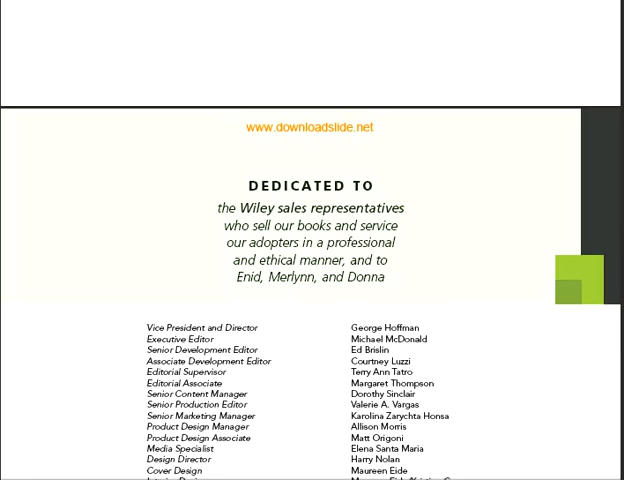 www.downloadslide.net
DEDICATED TO
the Wiley sales representatives
who sell our books and service
our adopters in a professional
and ethical manner, and to
Enid, Merlynn, and Donna
Vice President and Director George Hoffman
Executive Editor Michael McDonald
Senior Development Editor Ed Brislin
Associate Development Editor Courtney Luzzi
Editorial Supervisor Terry Ann Tatro
Editorial Associate Margaret Thompson
Senior Content Manager Dorothy Sinclair
Senior Production Editor Valerie A. Vargas
Senior Marketing Manager Karolina Zarychta Honsa
Product Design Manager Allison Morris
Product Design Associate Matt Origoni
Media Specialist Elena Santa Maria
Design Director Harry Nolan
Cover Design Maureen Eide